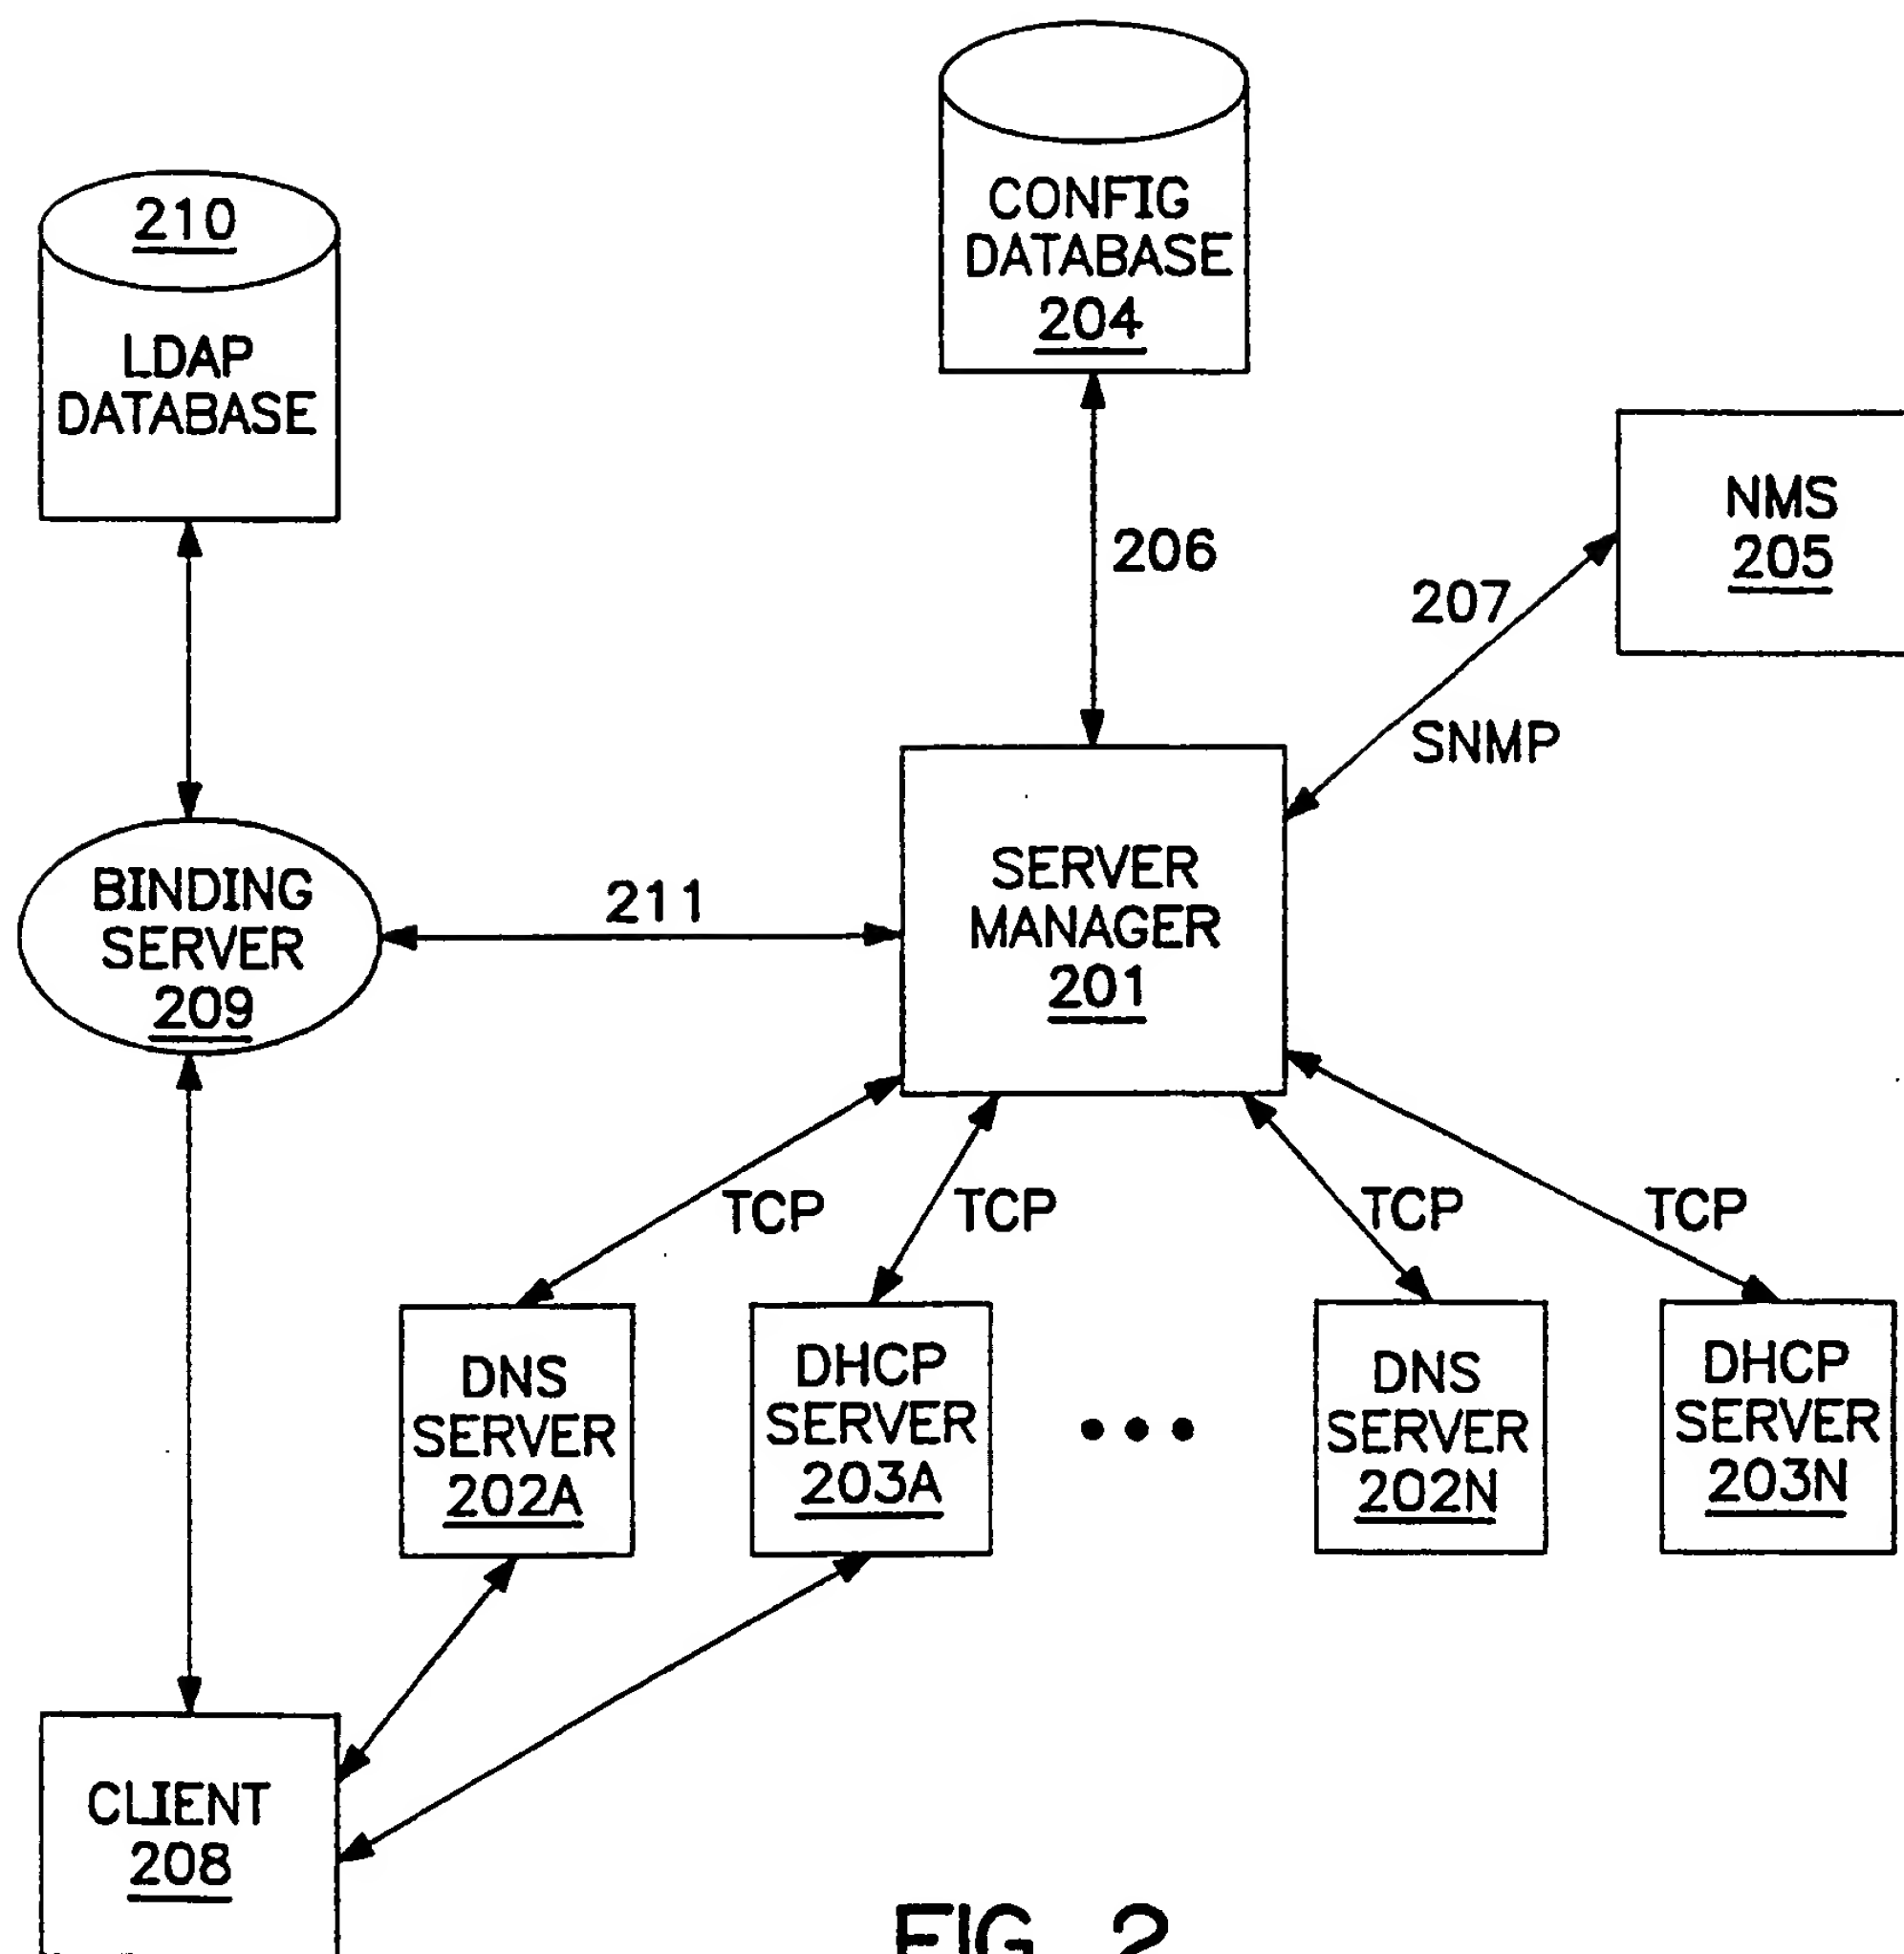 CONFIG
DATABASE
204
210
LDAP
DATABASE
NMS
205
206
207
SNMP
SERVER
MANAGER
201
BINDING
SERVER
209
211
TCP
TCP
TCP
TCP
DNS
SERVER
202A
DHCP
SERVER
203A
•••
DNS
SERVER
202N
DHCP
SERVER
203N
CLIENT
208
FIG. 2